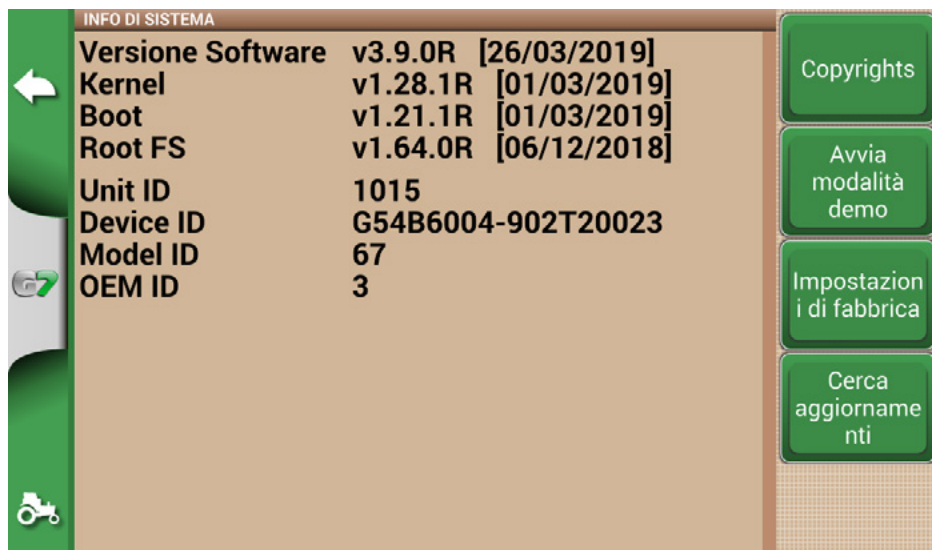 INFO DI SISTEMA
Versione Software v3.9.0R [26/03/2019]
Kernel v1.28.1R [01/03/2019]
Boot v1.21.1R [01/03/2019]
Root FS v1.64.0R [06/12/2018]
Unit ID 1015
Device ID G54B6004-902T20023
Model ID 67
OEM ID 3
G7
Copyrights
Avvia
modalità
demo
Impostazion
i di fabbrica
Cerca
aggiorname
nti